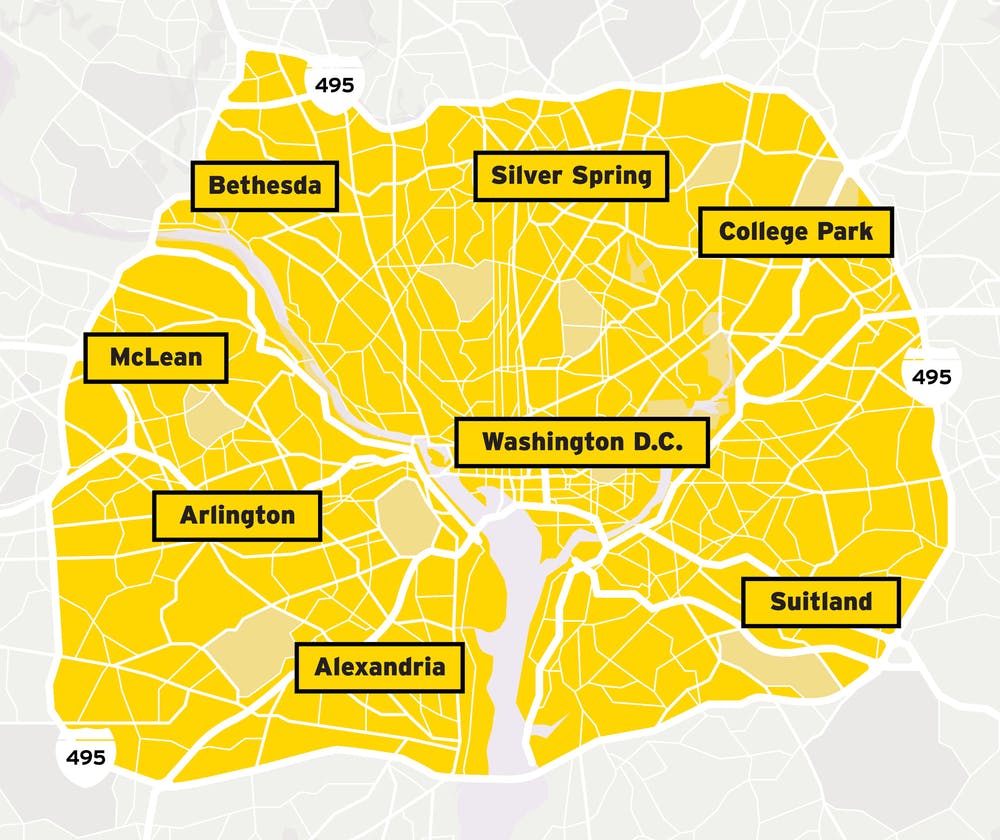 495
Bethesda
Silver Spring
College Park
McLean
495
Washington D.C.
Arlington
Suitland
Alexandria
495